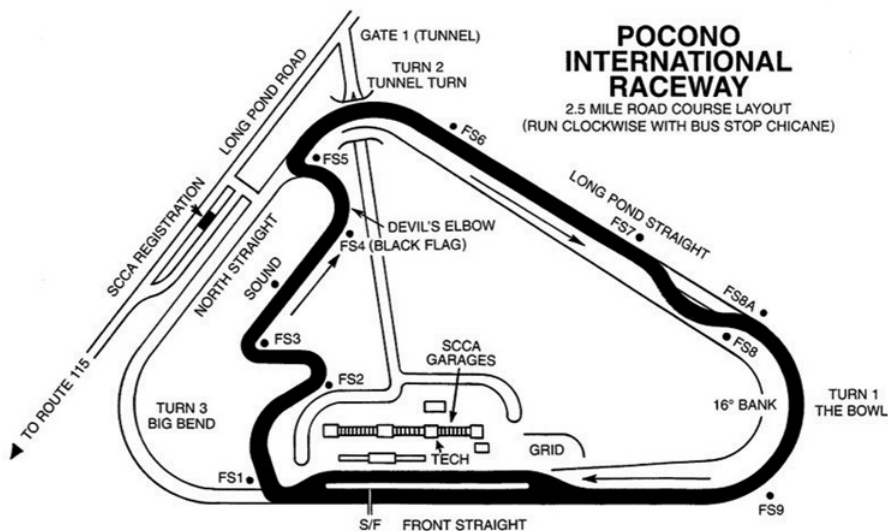 POCONO
INTERNATIONAL
RACEWAY
2.5 MILE ROAD COURSE LAYOUT
(RUN CLOCKWISE WITH BUS STOP CHICANE)
GATE 1 (TUNNEL)
TURN 2
TUNNEL TURN
LONG POND ROAD
FS6
FS5
SCCA REGISTRATION
NORTH STRAIGHT
DEVIL'S ELBOW
FS4 (BLACK FLAG)
LONG POND STRAIGHT
FS7
SOUND
FS8A
FS3
FS8
SCCA
GARAGES
FS2
TO ROUTE 115
TURN 3
BIG BEND
16° BANK
TURN 1
THE BOWL
GRID
TECH
FS1
FS9
S/F
FRONT STRAIGHT